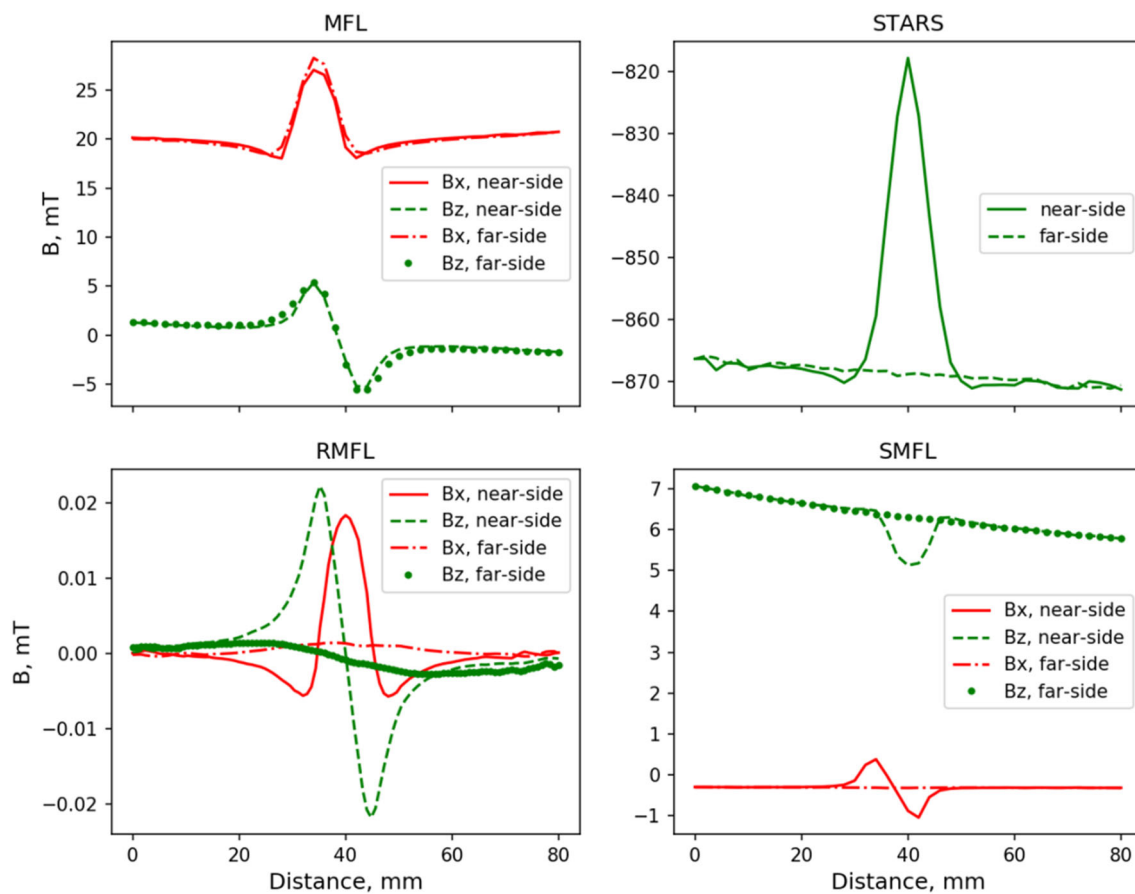 MFL
B, mT
25
20
15
10
5
0
−5
Bx, near-side
Bz, near-side
Bx, far-side
Bz, far-side
STARS
−820
−830
−840
−850
−860
−870
near-side
far-side
RMFL
B, mT
0.02
0.01
0.00
−0.01
−0.02
Bx, near-side
Bz, near-side
Bx, far-side
Bz, far-side
0 20 40 60 80
Distance, mm
SMFL
7
6
5
4
3
2
1
0
−1
Bx, near-side
Bz, near-side
Bx, far-side
Bz, far-side
0 20 40 60 80
Distance, mm